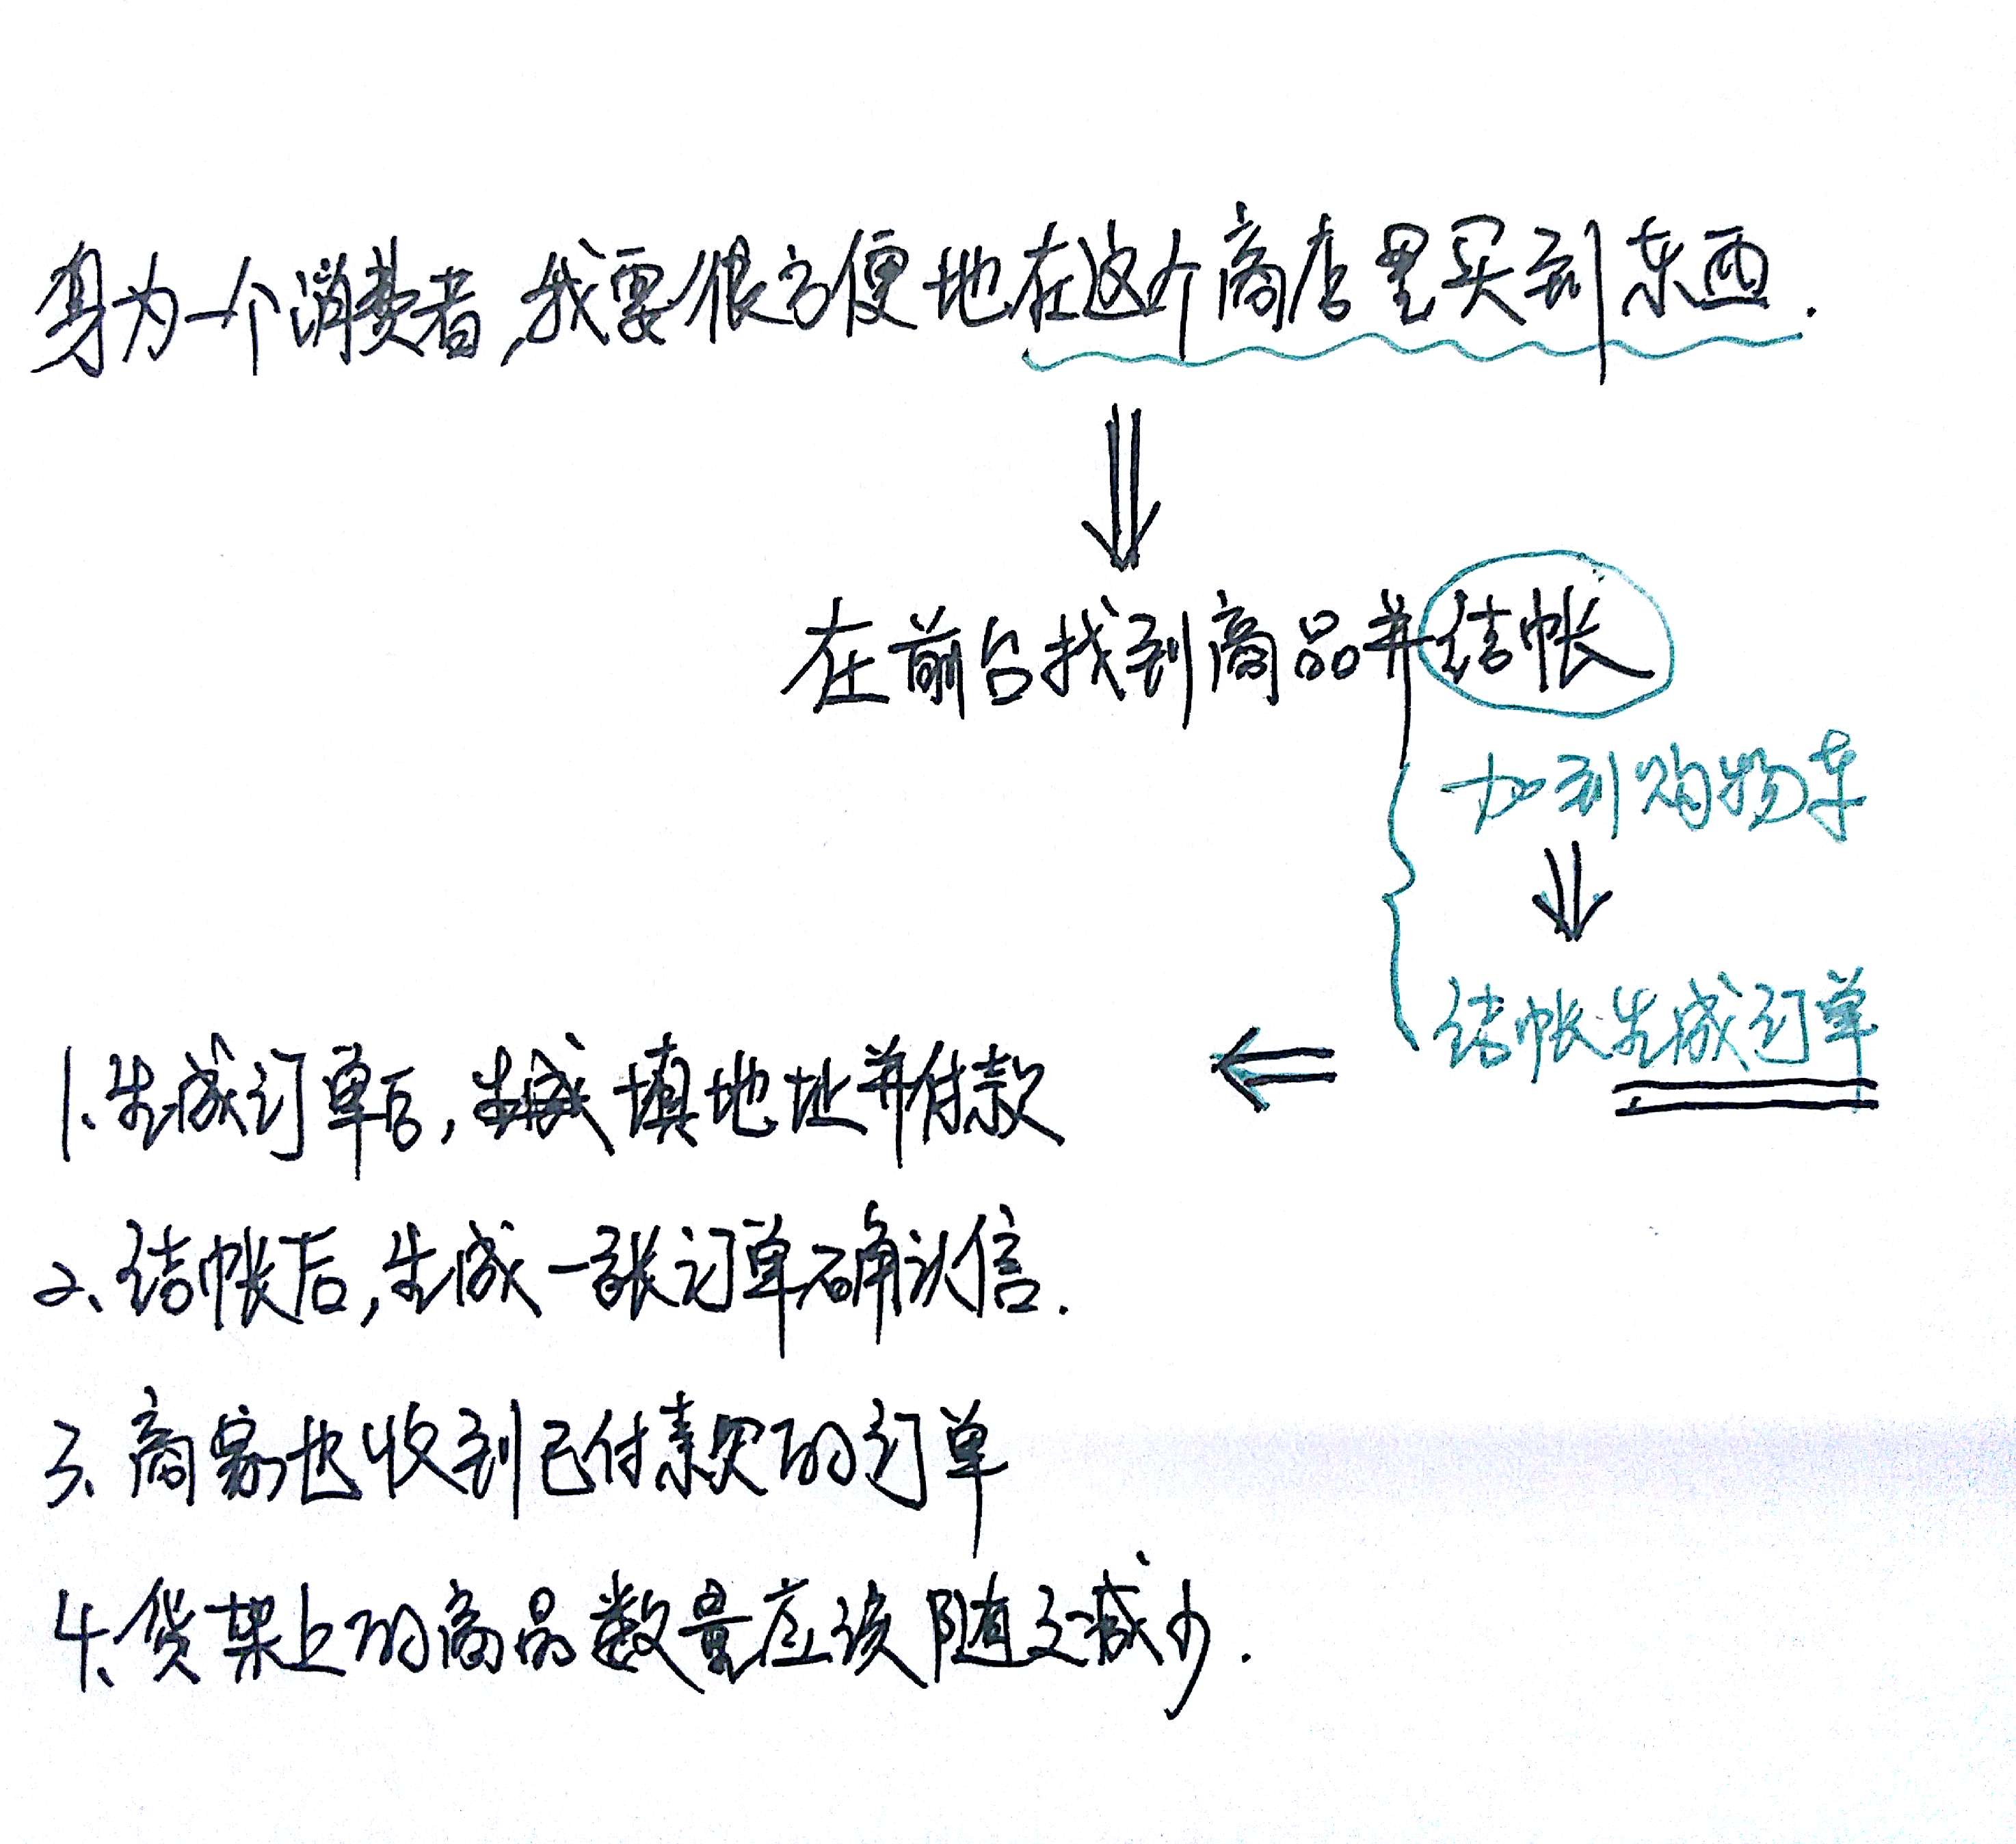 身为一个消费者,我要很方便地在这个商店里买到东西.
在前台找到商品并结帐
加到购物车
结帐生成订单
1、生成订单后,填地址并付款
2、结帐后,生成一张订单确认信.
3、商家也收到已付款的订单
4、货架上的商品数量应该随之减少.